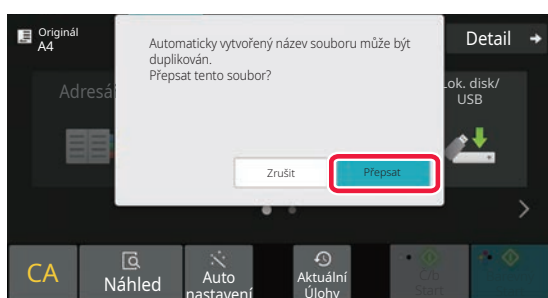 Originál
A4
Automaticky vytvořený název souboru může být
duplikován.
Přepsat tento soubor?
Detail
Adresá
Lok. disk/
USB
Zrušit
Přepsat
CA
Náhled
Auto
nastavení
Aktuální
Úlohy
Č/b
Start